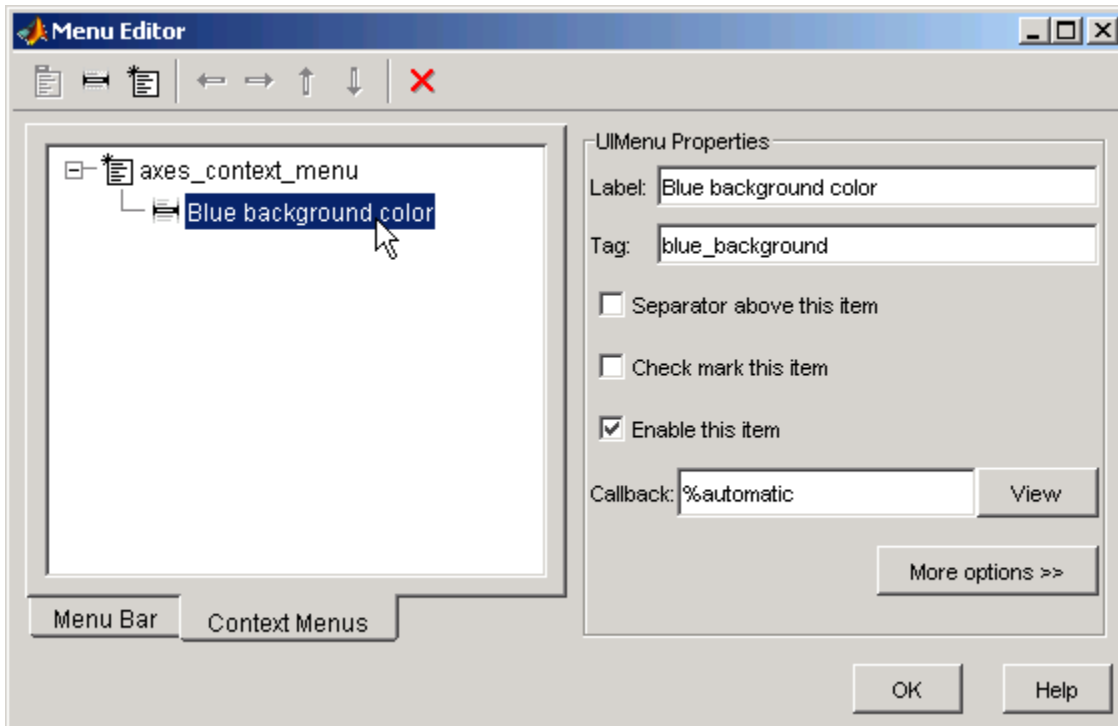 Menu Editor
axes_context_menu
Blue background color
UIMenu Properties
Label: Blue background color
Tag: blue_background
Separator above this item
Check mark this item
Enable this item
Callback: %automatic View
More options >>
Menu Bar Context Menus
OK Help